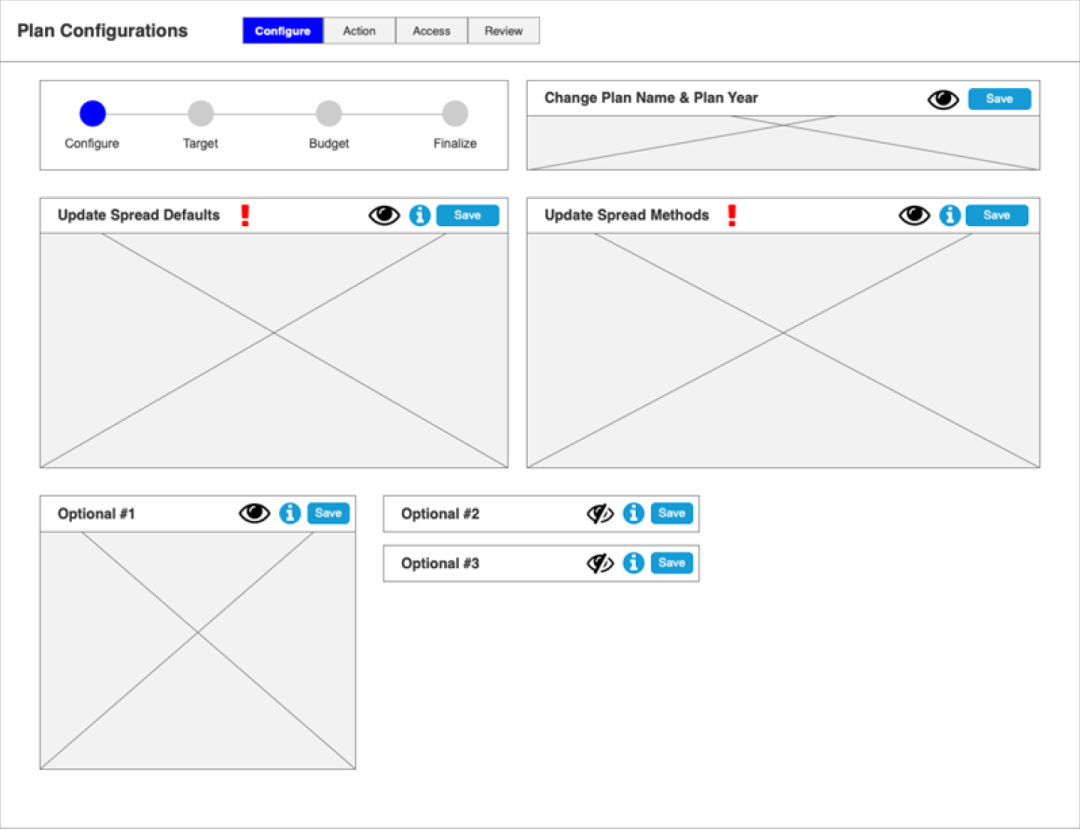 Plan Configurations
Configure
Action
Access
Review
Configure
Target
Budget
Finalize
Change Plan Name & Plan Year
Save
Update Spread Defaults
Save
Update Spread Methods
Save
Optional #1
Save
Optional #2
Save
Optional #3
Save